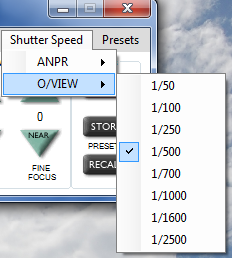 Shutter Speed Presets
ANPR
O/VIEW
0
NEAR
FINE
FOCUS
STOR
PRESE
RECAL
1/50
1/100
1/250
1/500
1/700
1/1000
1/1600
1/2500